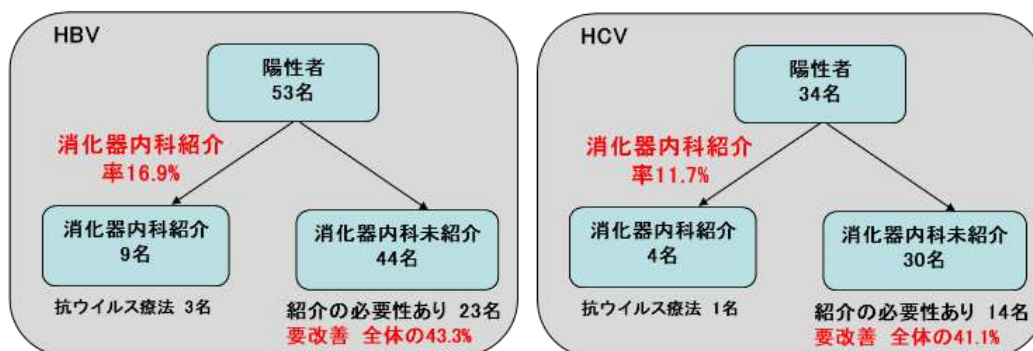 HBV
陽性者
53名
消化器内科紹介
率16.9%
消化器内科紹介
9名
消化器内科未紹介
44名
抗ウイルス療法 3名
紹介の必要性あり 23名
要改善 全体の43.3%
HCV
陽性者
34名
消化器内科紹介
率11.7%
消化器内科紹介
4名
消化器内科未紹介
30名
抗ウイルス療法 1名
紹介の必要性あり 14名
要改善 全体の41.1%